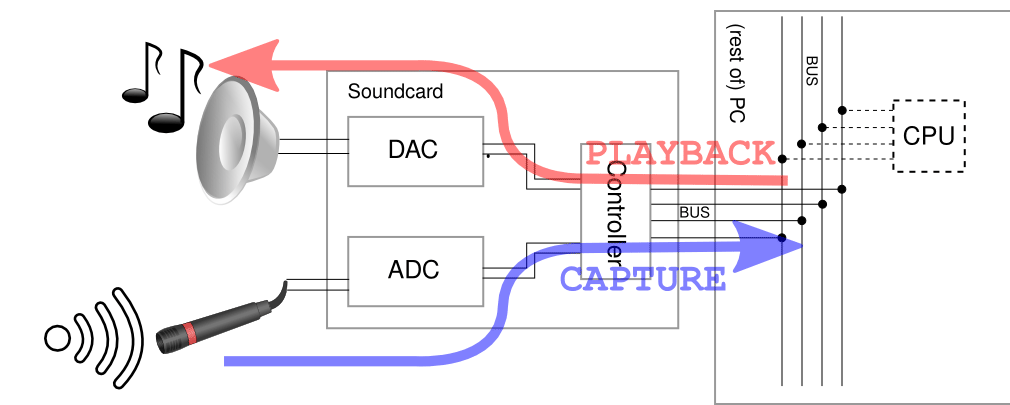 Soundcard
DAC
ADC
Controller
PLAYBACK
CAPTURE
BUS
(rest of) PC
BUS
CPU